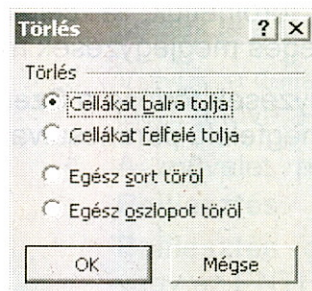 Törlés
Törlés
Cellákat balra tolja
Cellákat felfelé tolja
Egész sort töröl
Egész oszlopot töröl
OK
Mégse